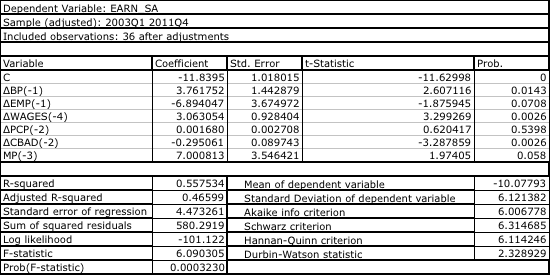 Dependent Variable: EARN SA
Sample (adjusted): 2003Q1 2011Q4
Included observations: 36 after adjustments
Variable Coefficient Std. Error t-Statistic Prob.
C -11.8395 1.018015 -11.62998 0
ΔBP(-1) 3.761752 1.442879 2.607116 0.0143
ΔEMP(-1) -6.894047 3.674972 -1.875945 0.0708
ΔWAGES(-4) 3.063054 0.928404 3.299269 0.0026
ΔPCP(-2) 0.001680 0.002708 0.620417 0.5398
ΔCBAD(-2) -0.295061 0.089743 -3.287859 0.0026
MP(-3) 7.000813 3.546421 1.97405 0.058
R-squared 0.557534 Mean of dependent variable -10.07793
Adjusted R-squared 0.46599 Standard Deviation of dependent variable 6.121382
Standard error of regression 4.473261 Akaike info criterion 6.006778
Sum of squared residuals 580.2919 Schwarz criterion 6.314685
Log likelihood -101.122 Hannan-Quinn criterion 6.114246
F-statistic 6.090305 Durbin-Watson statistic 2.328929
Prob(F-statistic) 0.0003230